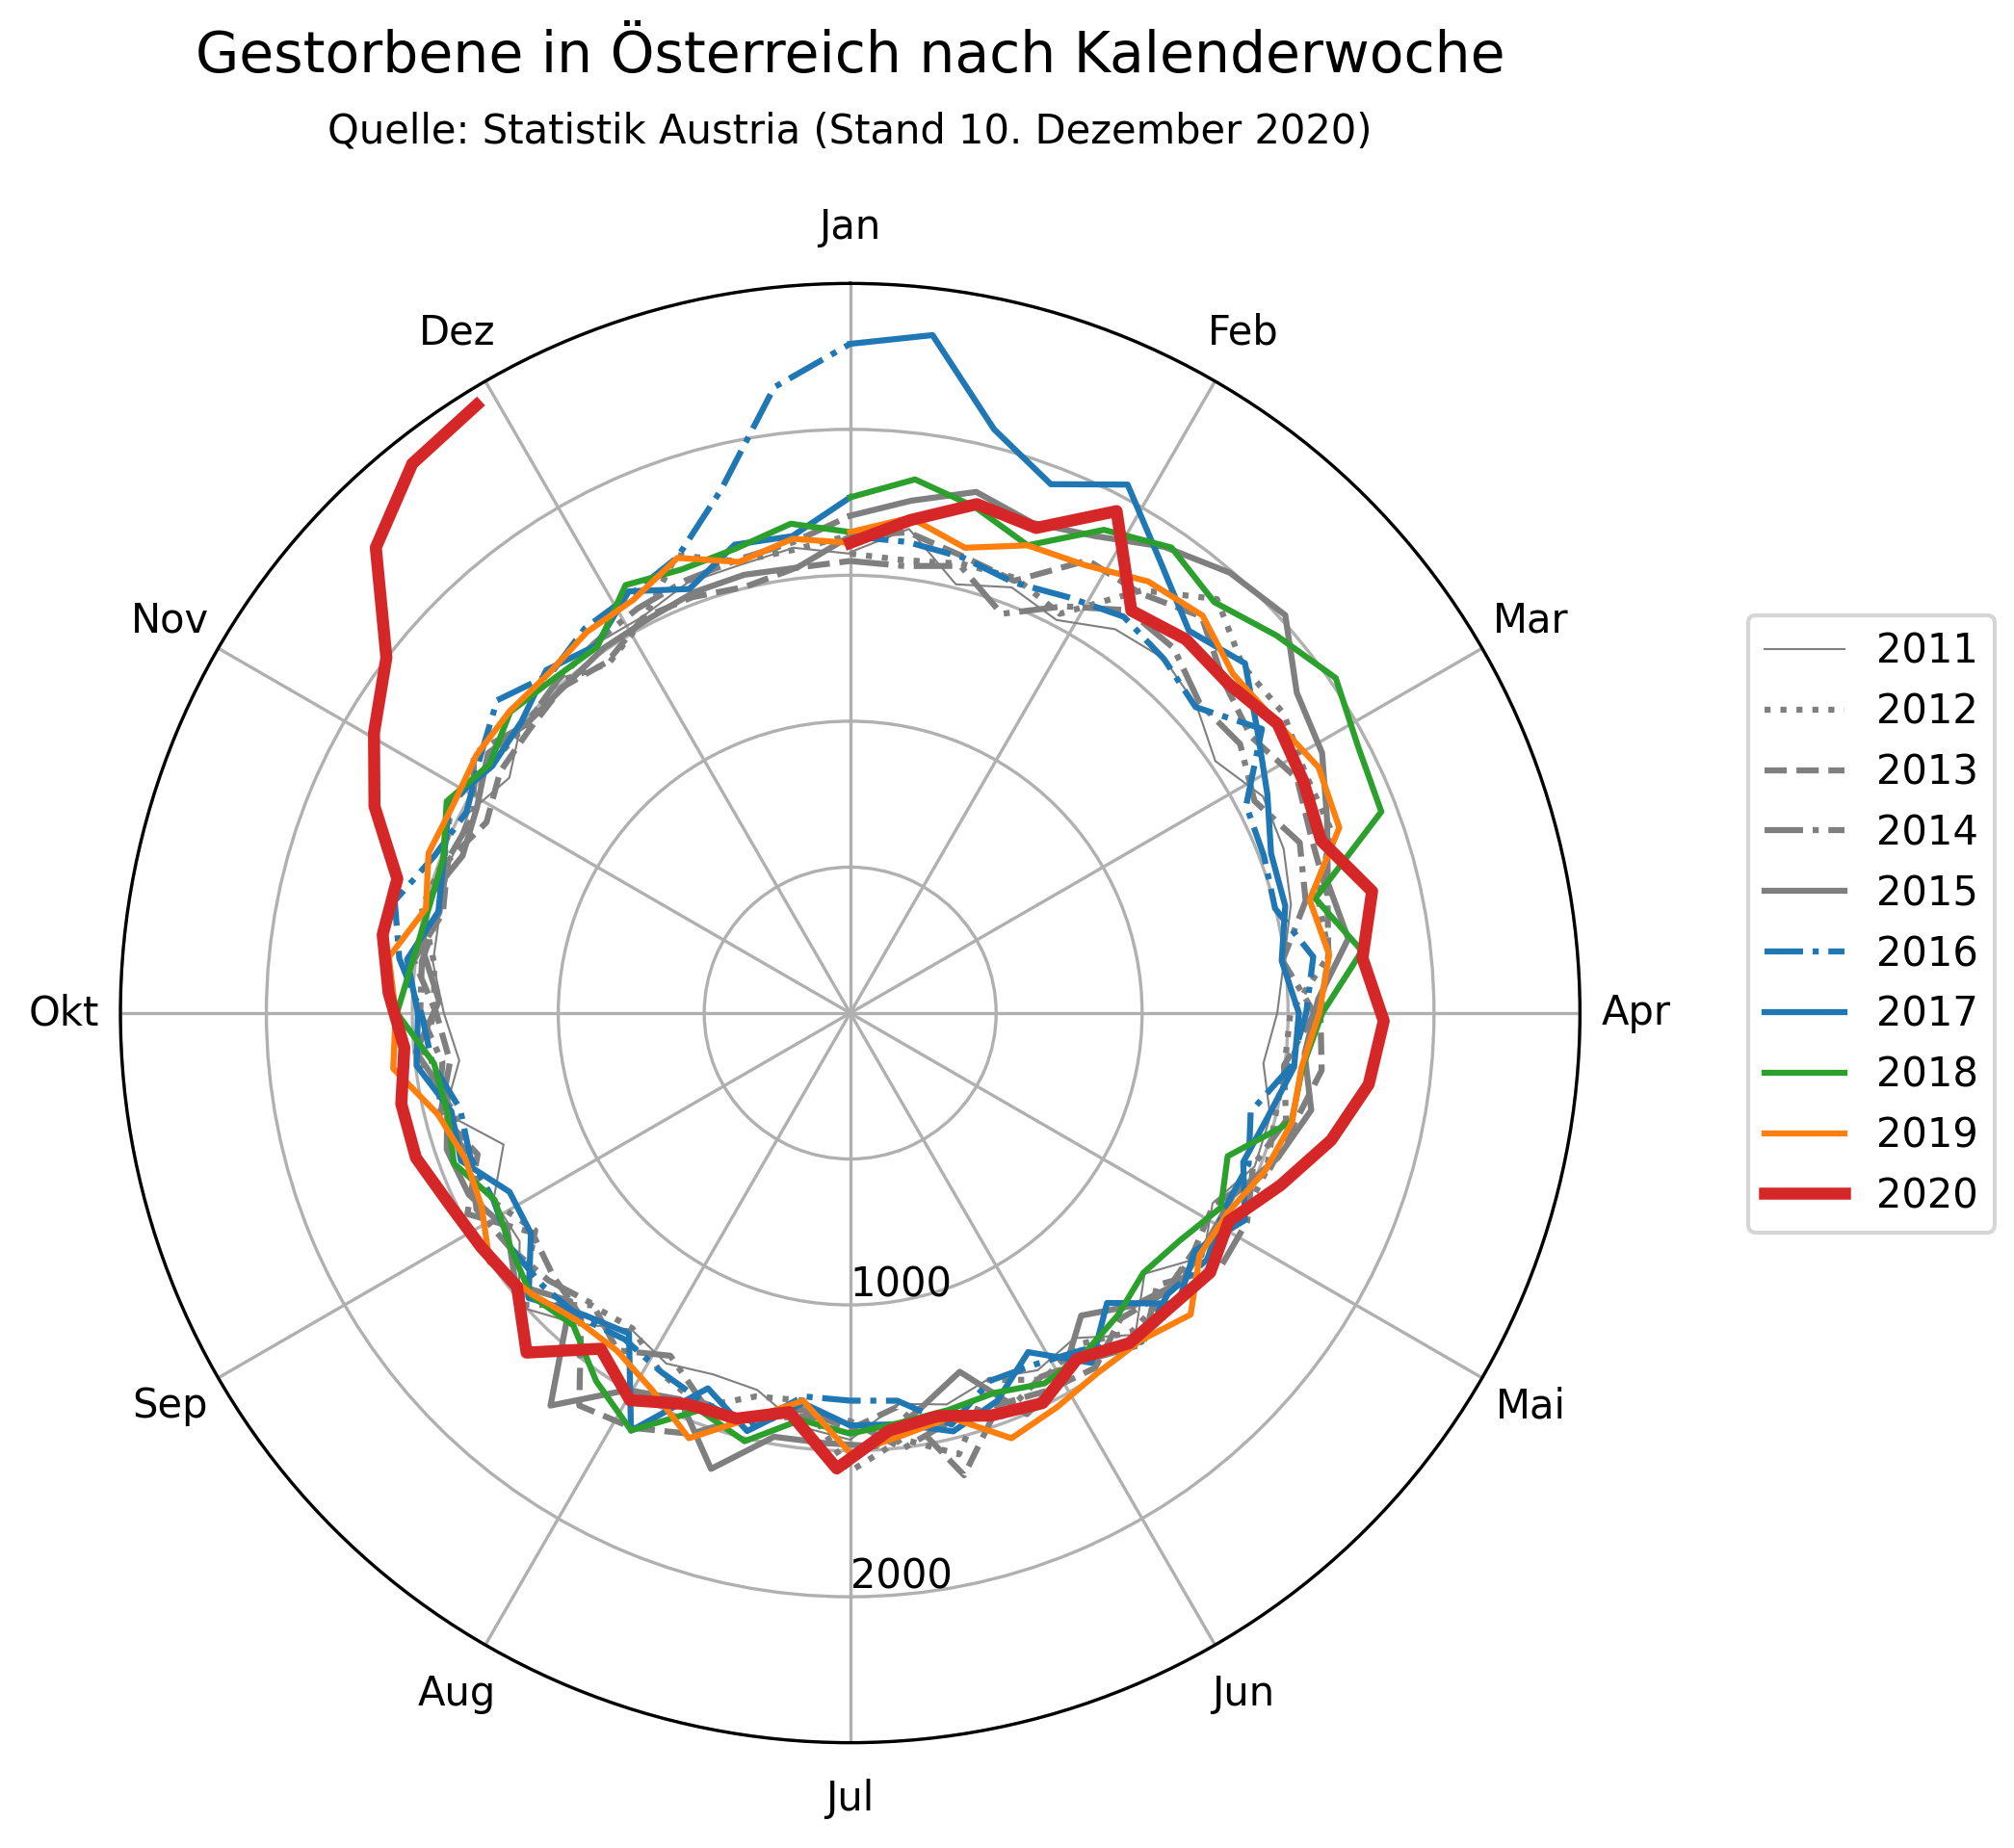 Gestorbene in Österreich nach Kalenderwoche
Quelle: Statistik Austria (Stand 10. Dezember 2020)
Jan
Dez
Feb
Nov
Mar
Okt
Apr
Sep
Mai
Aug
Jun
Jul
1000
2000
2011
2012
2013
2014
2015
2016
2017
2018
2019
2020